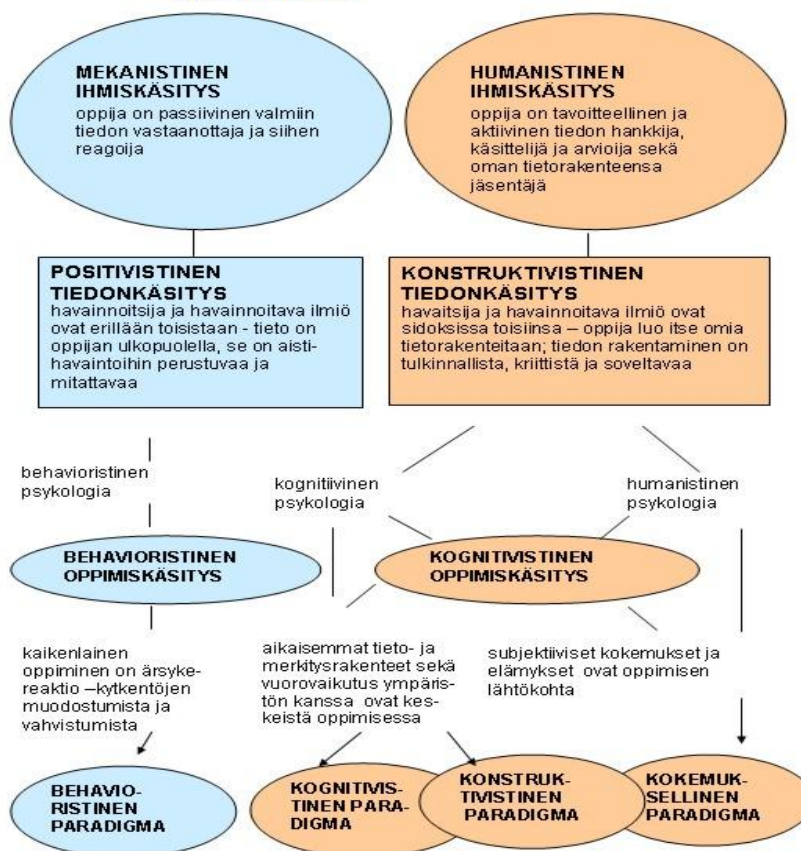 MEKANISTINEN
IHMISKÄSITYS
oppija on passiivinen valmiin
tiedon vastaanottaja ja siihen
reagoija
HUMANISTINEN
IHMISKÄSITYS
oppija on tavoitteellinen ja
aktiivinen tiedon hankkija,
käsittelijä ja arvioija sekä
oman tietorakenteensa
jäsentäjä
POSITIVISTINEN
TIEDONKÄSITYS
havainnoitsija ja havainnoitava ilmiö
ovat erillään toisistaan - tieto on
oppijan ulkopuolella, se on aisti-
havaintoihin perustuvaa ja
mitattavaa
KONSTRUKTIVISTINEN
TIEDONKÄSITYS
havaitsija ja havainnoitava ilmiö ovat
sidoksissa toisiinsa – oppija luo itse omia
tietorakenteitaan; tiedon rakentaminen on
tulkinnallista, kriittistä ja soveltavaa
behavioristinen
psykologia
kognitiivinen
psykologia
humanistinen
psykologia
BEHAVIORISTINEN
OPPIMISKÄSITYS
KOGNITIVISTINEN
OPPIMISKÄSITYS
kaikenlainen
oppiminen on ärsyke-
reaktio –kytkentöjen
muodostumista ja
vahvistumista
aikaisemmat tieto- ja
merkitysrakenteet sekä
vuorovaikutus ympäris-
tön kanssa ovat kes-
keistä oppimisessa
subjektiiviset kokemukset ja
elämykset ovat oppimisen
lähtökohta
BEHAVIO-
RISTINEN
PARADIGMA
KOGNITIVIS-
TINEN PARA-
DIGMA
KONSTRUK-
TIVISTINEN
PARADIGMA
KOKEMUK-
SELLINEN
PARADIGMA